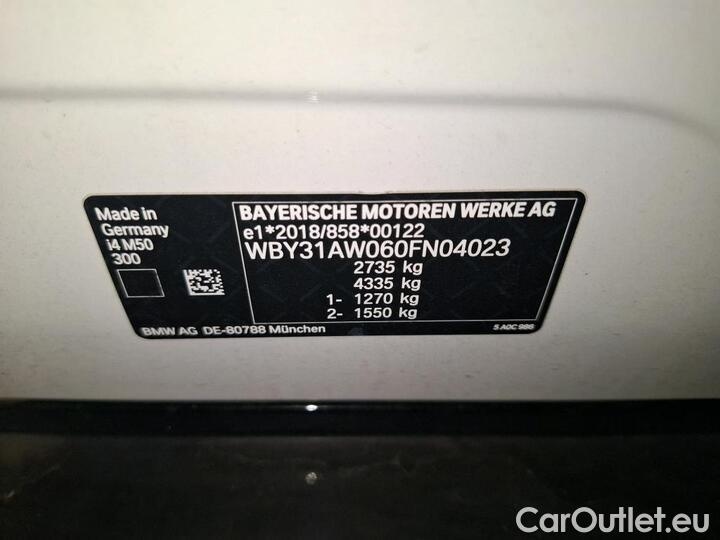 Made in
Germany
i4 M50
300
BAYERISCHE MOTOREN WERKE AG
e1*2018/858*00122
WBY31AW060FN04023
2735 kg
4335 kg
1- 1270 kg
2- 1550 kg
BMW AG DE-80788 München
5 A0C 986
CarOutlet.eu